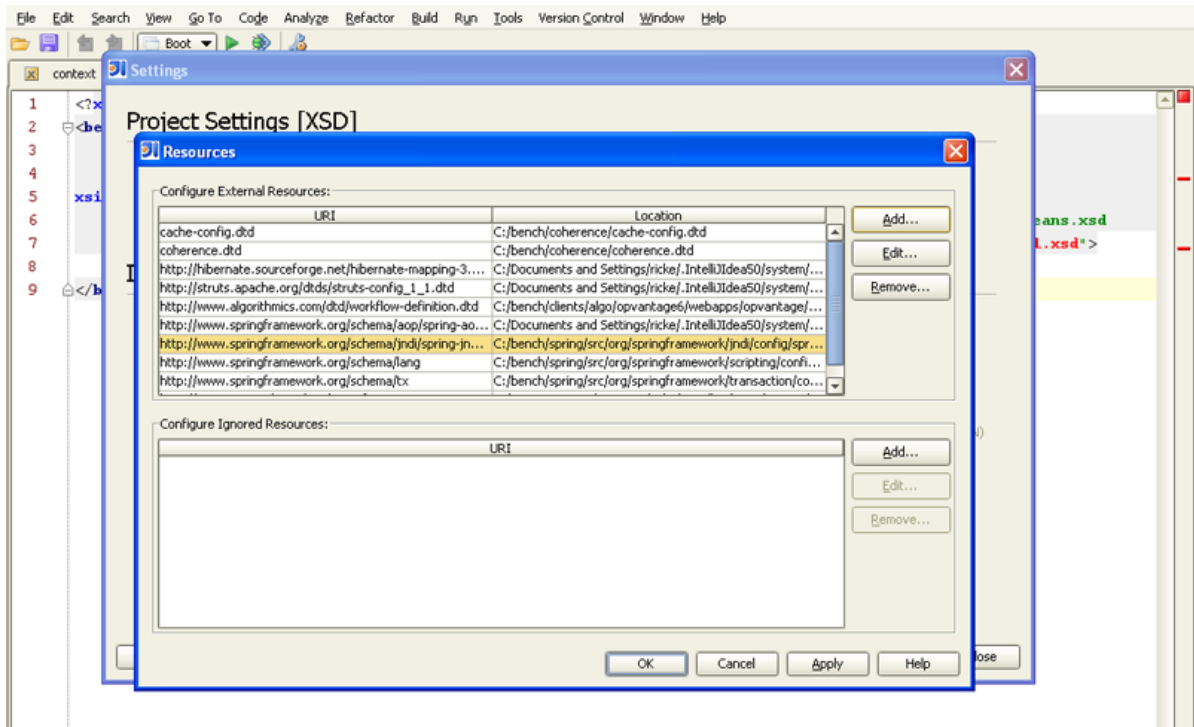 File Edit Search View Go To Code Analyze Refactor Build Run Tools Version Control Window Help
Boot
context
Settings
1 <?x
Project Settings [XSD]
2 <be
3
Resources
4
5 xsi
Configure External Resources:
URI Location Add...
6 eans.xsd
cache-config.dtd C:/bench/coherence/cache-config.dtd
7 l.xsd">
coherence.dtd C:/bench/coherence/coherence.dtd Edit...
8
http://hibernate.sourceforge.net/hibernate-mapping-3.... C:/Documents and Settings/ricke/.IntelliJIdea50/system/...
9 </b
http://struts.apache.org/dtds/struts-config_1_1.dtd C:/Documents and Settings/ricke/.IntelliJIdea50/system/... Remove...
http://www.algorithmics.com/dtd/workflow-definition.dtd C:/bench/clients/algo/opvantage6/webapps/opvantage/...
http://www.springframework.org/schema/aop/spring-ao... C:/Documents and Settings/ricke/.IntelliJIdea50/system/...
http://www.springframework.org/schema/jndi/spring-jn... C:/bench/spring/src/org/springframework/jndi/config/spr...
http://www.springframework.org/schema/lang C:/bench/spring/src/org/springframework/scripting/confi...
http://www.springframework.org/schema/tx C:/bench/spring/src/org/springframework/transaction/co...
Configure Ignored Resources:
URI Add...
Edit...
Remove...
OK Cancel Apply Help lose